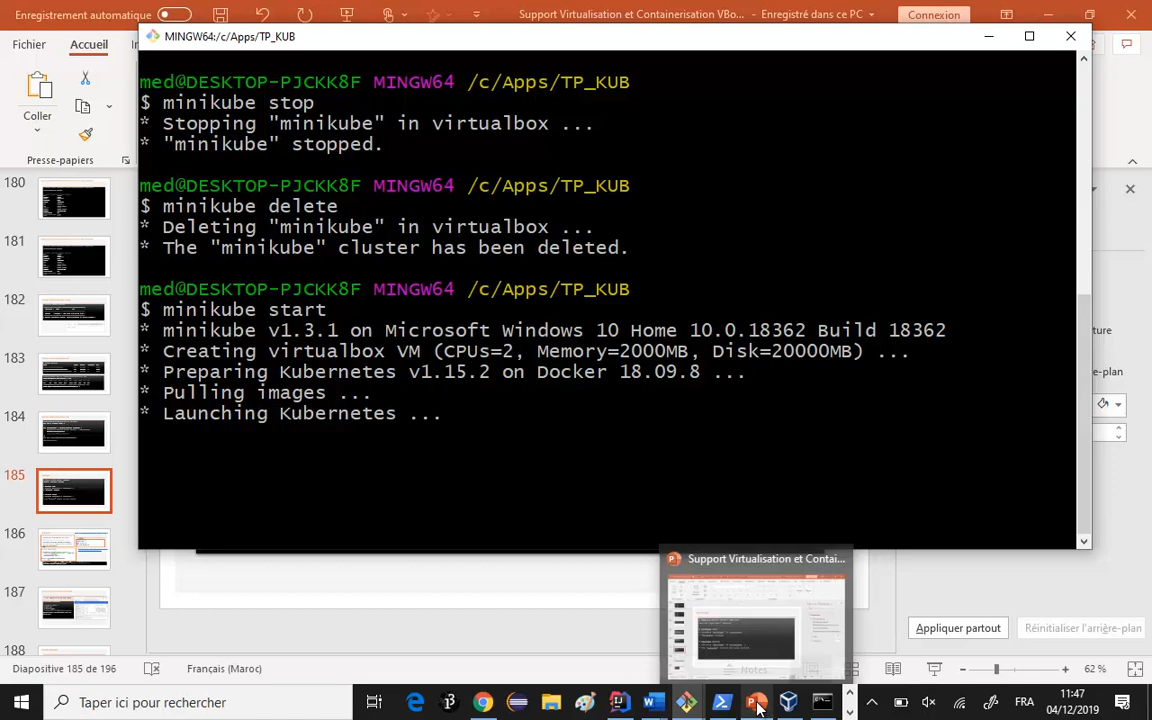 Enregistrement automatique
Support Virtualisation et Containerisation VBo... - Enregistré dans ce PC
Connexion
MINGW64:/c/Apps/TP_KUB
Fichier
Accueil
Coller
Presse-papiers
med@DESKTOP-PJCKK8F MINGW64 /c/Apps/TP_KUB
$ minikube stop
* Stopping "minikube" in virtualbox ...
* "minikube" stopped.
med@DESKTOP-PJCKK8F MINGW64 /c/Apps/TP_KUB
$ minikube delete
* Deleting "minikube" in virtualbox ...
* The "minikube" cluster has been deleted.
med@DESKTOP-PJCKK8F MINGW64 /c/Apps/TP_KUB
$ minikube start
* minikube v1.3.1 on Microsoft Windows 10 Home 10.0.18362 Build 18362
* Creating virtualbox VM (CPUs=2, Memory=2000MB, Disk=20000MB) ...
* Preparing Kubernetes v1.15.2 on Docker 18.09.8 ...
* Pulling images ...
* Launching Kubernetes ...
180
181
182
183
184
185
186
187
188
ture
e-plan
Support Virtualisation et Contai...
Notes
Appliquer partout
Réinitialiser l'arrière-plan
Diapositive 185 de 196
Français (Maroc)
62 %
Taper ici pour rechercher
FRA
11:47
04/12/2019